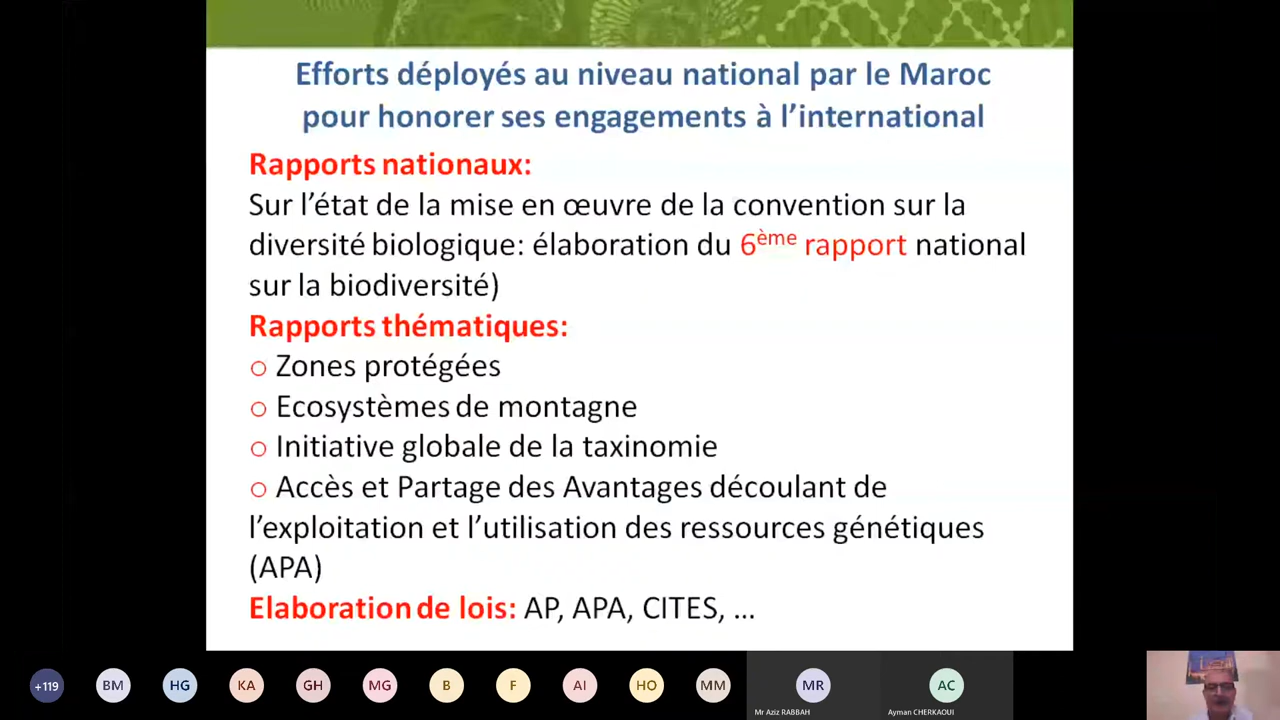 Efforts déployés au niveau national par le Maroc
pour honorer ses engagements à l’international
Rapports nationaux:
Sur l’état de la mise en œuvre de la convention sur la
diversité biologique: élaboration du 6ème rapport national
sur la biodiversité)
Rapports thématiques:
o Zones protégées
o Ecosystèmes de montagne
o Initiative globale de la taxinomie
o Accès et Partage des Avantages découlant de
l’exploitation et l’utilisation des ressources génétiques
(APA)
Elaboration de lois: AP, APA, CITES, ...
+119 BM HG KA GH MG B F AI HO MM MR AC
Mr Aziz RABBAH Ayman CHERKAOUI